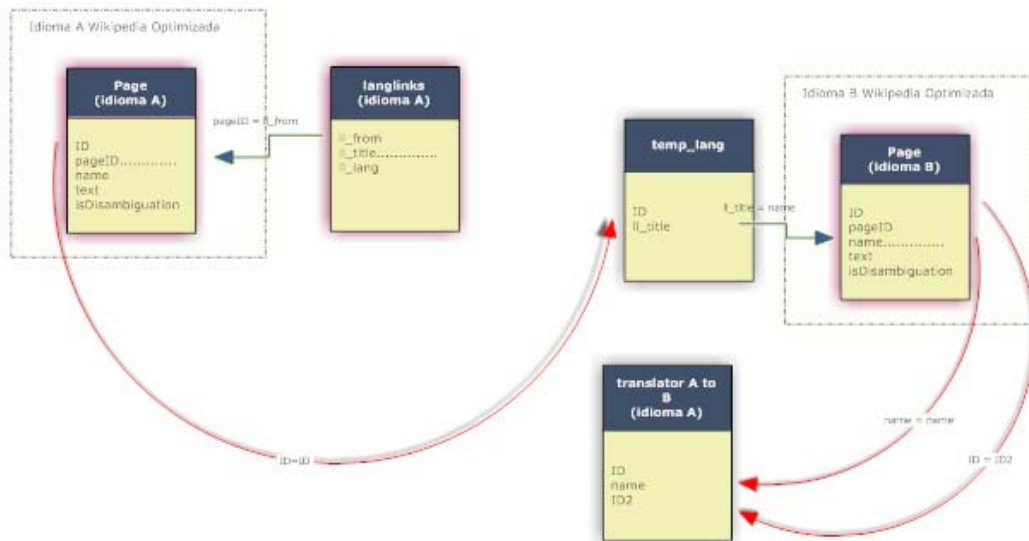 Idioma A Wikipedia Optimizada
Page
(idioma A)
ID
pageID..............
name
text
isDisambiguation
pageID = ll_from
langlinks
(idioma A)
ll_from
ll_title...............
ll_lang
temp_lang
ID
ll_title
ll_title = name
Idioma B Wikipedia Optimizada
Page
(idioma B)
ID
pageID
name...............
text
isDisambiguation
translator A to
B
(idioma A)
ID
name
ID2
name = name
ID = ID2
ID=ID